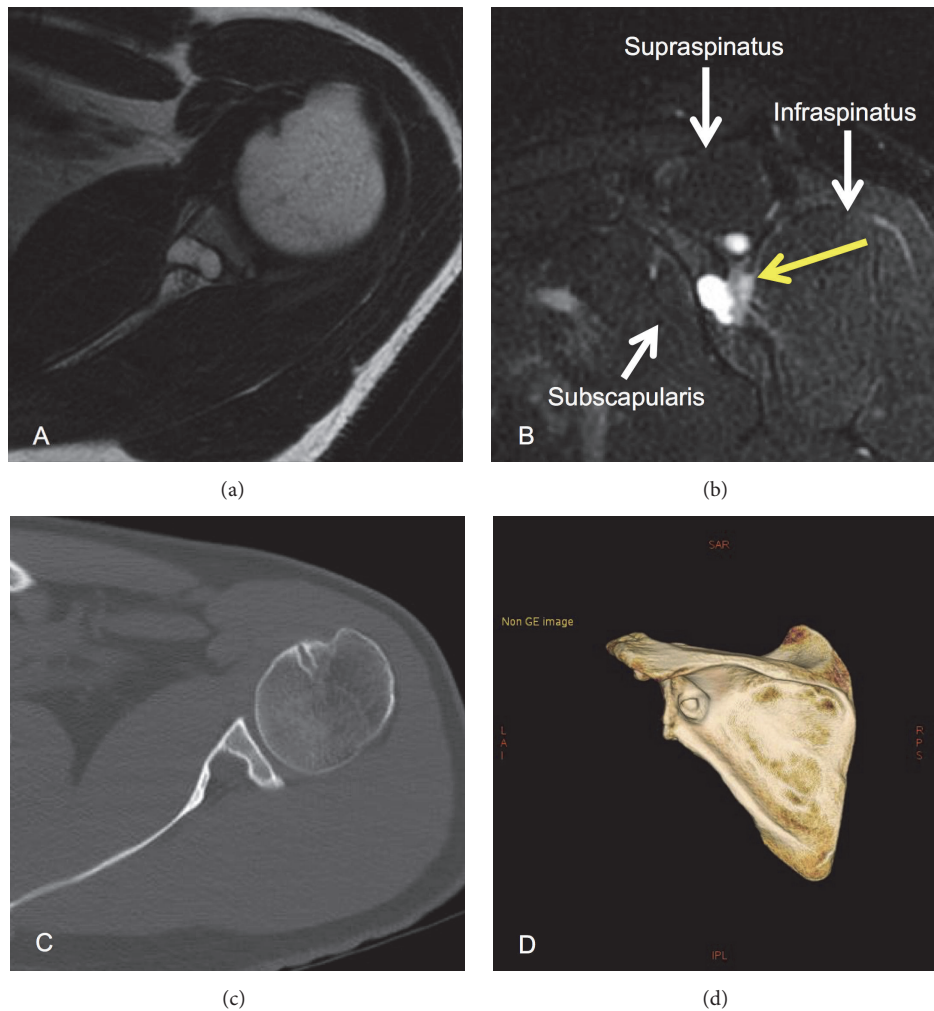 Supraspinatus
Infraspinatus
Subscapularis
A
B
(a)
(b)
SAR
Non GE image
L
A
I
R
P
S
C
D
IPL
(c)
(d)